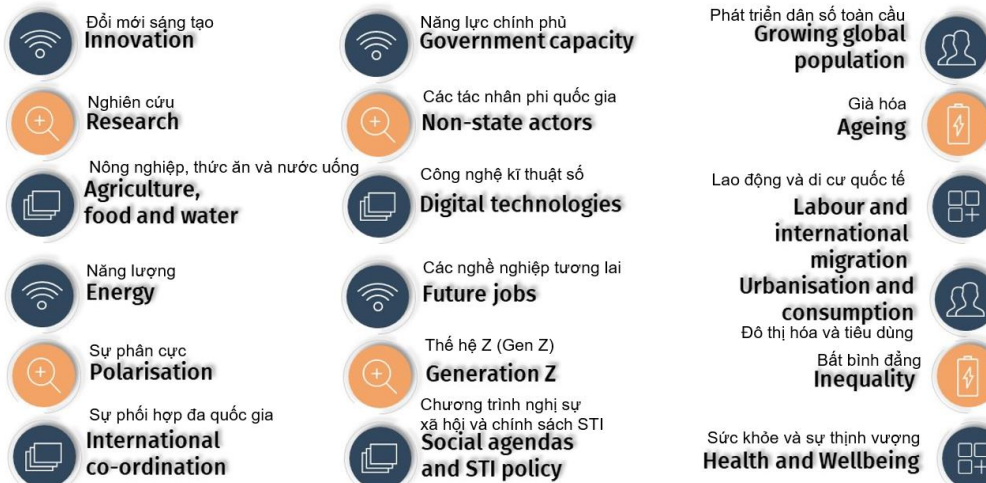 Đổi mới sáng tạo
Innovation
Nghiên cứu
Research
Nông nghiệp, thức ăn và nước uống
Agriculture,
food and water
Năng lượng
Energy
Sự phân cực
Polarisation
Sự phối hợp đa quốc gia
International
co-ordination
Năng lực chính phủ
Government capacity
Các tác nhân phi quốc gia
Non-state actors
Công nghệ kĩ thuật số
Digital technologies
Các nghề nghiệp tương lai
Future jobs
Thế hệ Z (Gen Z)
Generation Z
Chương trình nghị sự
xã hội và chính sách STI
Social agendas
and STI policy
Phát triển dân số toàn cầu
Growing global
population
Già hóa
Ageing
Lao động và di cư quốc tế
Labour and
international
migration
Urbanisation and
consumption
Đô thị hóa và tiêu dùng
Bất bình đẳng
Inequality
Sức khỏe và sự thịnh vượng
Health and Wellbeing